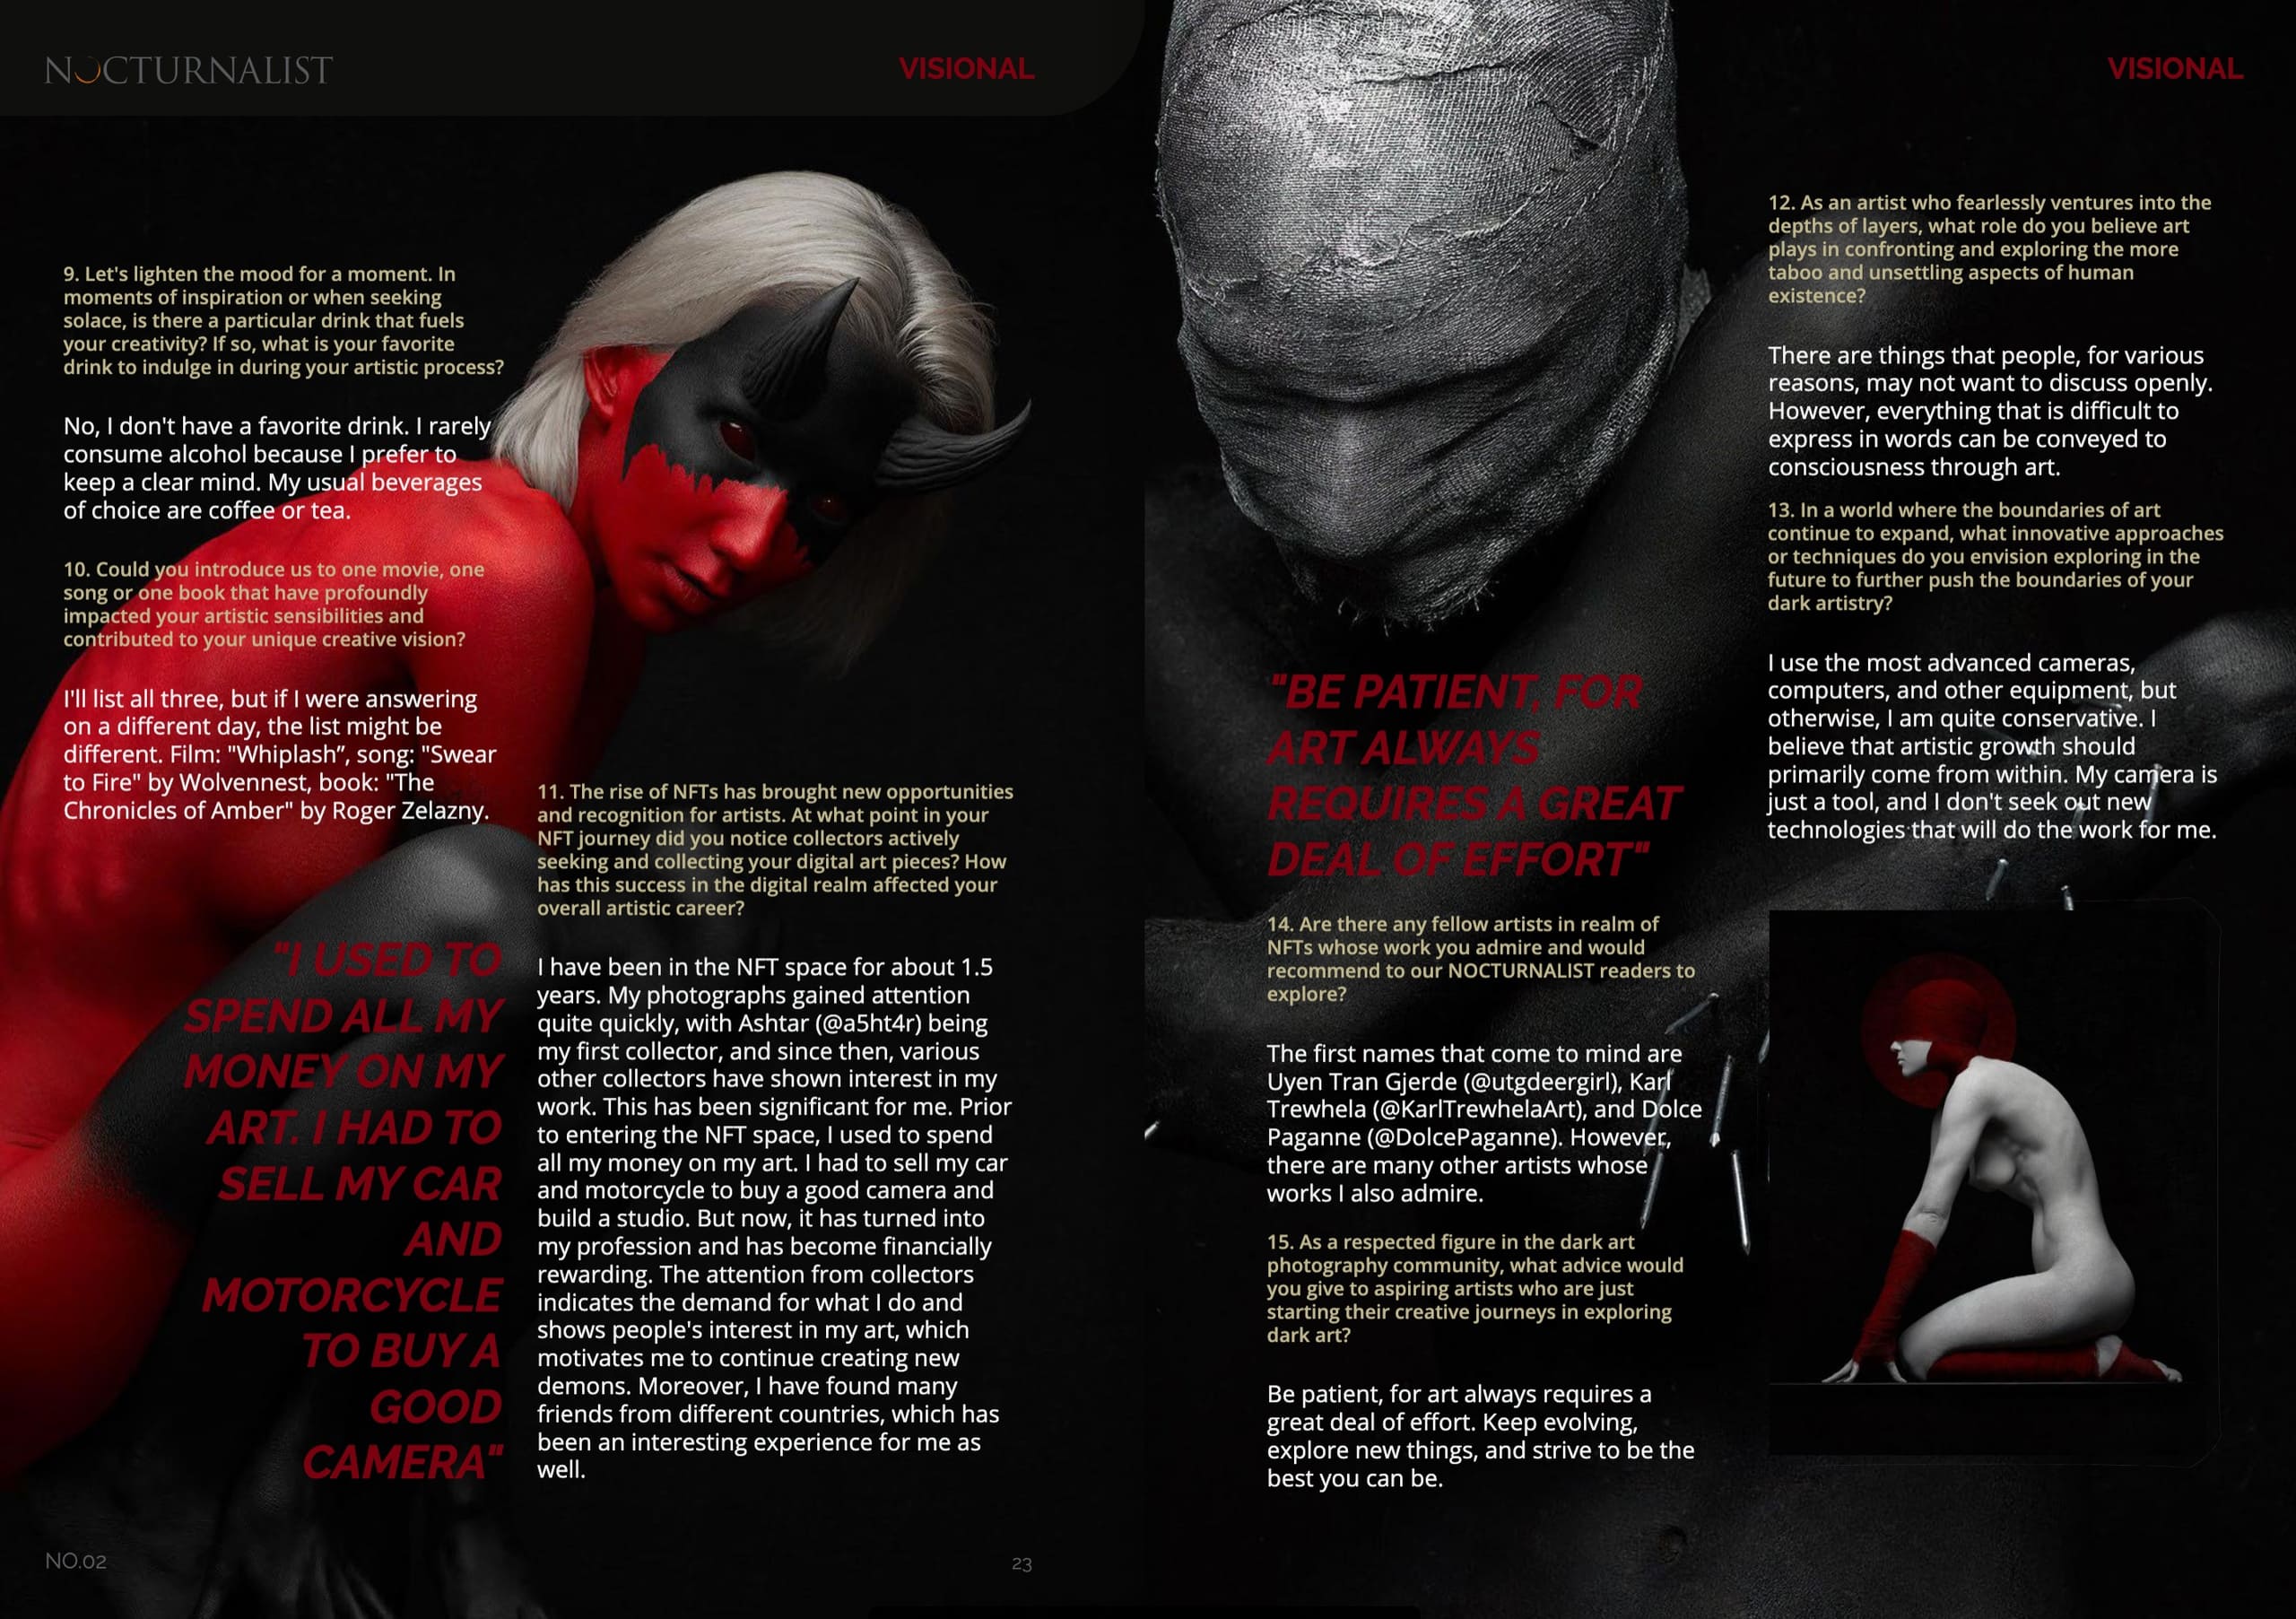 NOCTURNALIST
VISIONAL
9. Let's lighten the mood for a moment. In
moments of inspiration or when seeking
solace, is there a particular drink that fuels
your creativity? If so, what is your favorite
drink to indulge in during your artistic process?
No, I don't have a favorite drink. I rarely
consume alcohol because I prefer to
keep a clear mind. My usual beverages
of choice are coffee or tea.
10. Could you introduce us to one movie, one
song or one book that have profoundly
impacted your artistic sensibilities and
contributed to your unique creative vision?
I'll list all three, but if I were answering
on a different day, the list might be
different. Film: "Whiplash”, song: "Swear
to Fire" by Wolvennest, book: "The
Chronicles of Amber" by Roger Zelazny.
"I USED TO
SPEND ALL MY
MONEY ON MY
ART. I HAD TO
SELL MY CAR
AND
MOTORCYCLE
TO BUY A
GOOD
CAMERA"
11. The rise of NFTs has brought new opportunities
and recognition for artists. At what point in your
NFT journey did you notice collectors actively
seeking and collecting your digital art pieces? How
has this success in the digital realm affected your
overall artistic career?
I have been in the NFT space for about 1.5
years. My photographs gained attention
quite quickly, with Ashtar (@a5ht4r) being
my first collector, and since then, various
other collectors have shown interest in my
work. This has been significant for me. Prior
to entering the NFT space, I used to spend
all my money on my art. I had to sell my car
and motorcycle to buy a good camera and
build a studio. But now, it has turned into
my profession and has become financially
rewarding. The attention from collectors
indicates the demand for what I do and
shows people's interest in my art, which
motivates me to continue creating new
demons. Moreover, I have found many
friends from different countries, which has
been an interesting experience for me as
well.
NO.02
23
VISIONAL
12. As an artist who fearlessly ventures into the
depths of layers, what role do you believe art
plays in confronting and exploring the more
taboo and unsettling aspects of human
existence?
There are things that people, for various
reasons, may not want to discuss openly.
However, everything that is difficult to
express in words can be conveyed to
consciousness through art.
13. In a world where the boundaries of art
continue to expand, what innovative approaches
or techniques do you envision exploring in the
future to further push the boundaries of your
dark artistry?
I use the most advanced cameras,
computers, and other equipment, but
otherwise, I am quite conservative. I
believe that artistic growth should
primarily come from within. My camera is
just a tool, and I don't seek out new
technologies that will do the work for me.
"BE PATIENT, FOR
ART ALWAYS
REQUIRES A GREAT
DEAL OF EFFORT"
14. Are there any fellow artists in realm of
NFTs whose work you admire and would
recommend to our NOCTURNALIST readers to
explore?
The first names that come to mind are
Uyen Tran Gjerde (@utgdeergirl), Karl
Trewhela (@KarlTrewhelaArt), and Dolce
Paganne (@DolcePaganne). However,
there are many other artists whose
works I also admire.
15. As a respected figure in the dark art
photography community, what advice would
you give to aspiring artists who are just
starting their creative journeys in exploring
dark art?
Be patient, for art always requires a
great deal of effort. Keep evolving,
explore new things, and strive to be the
best you can be.